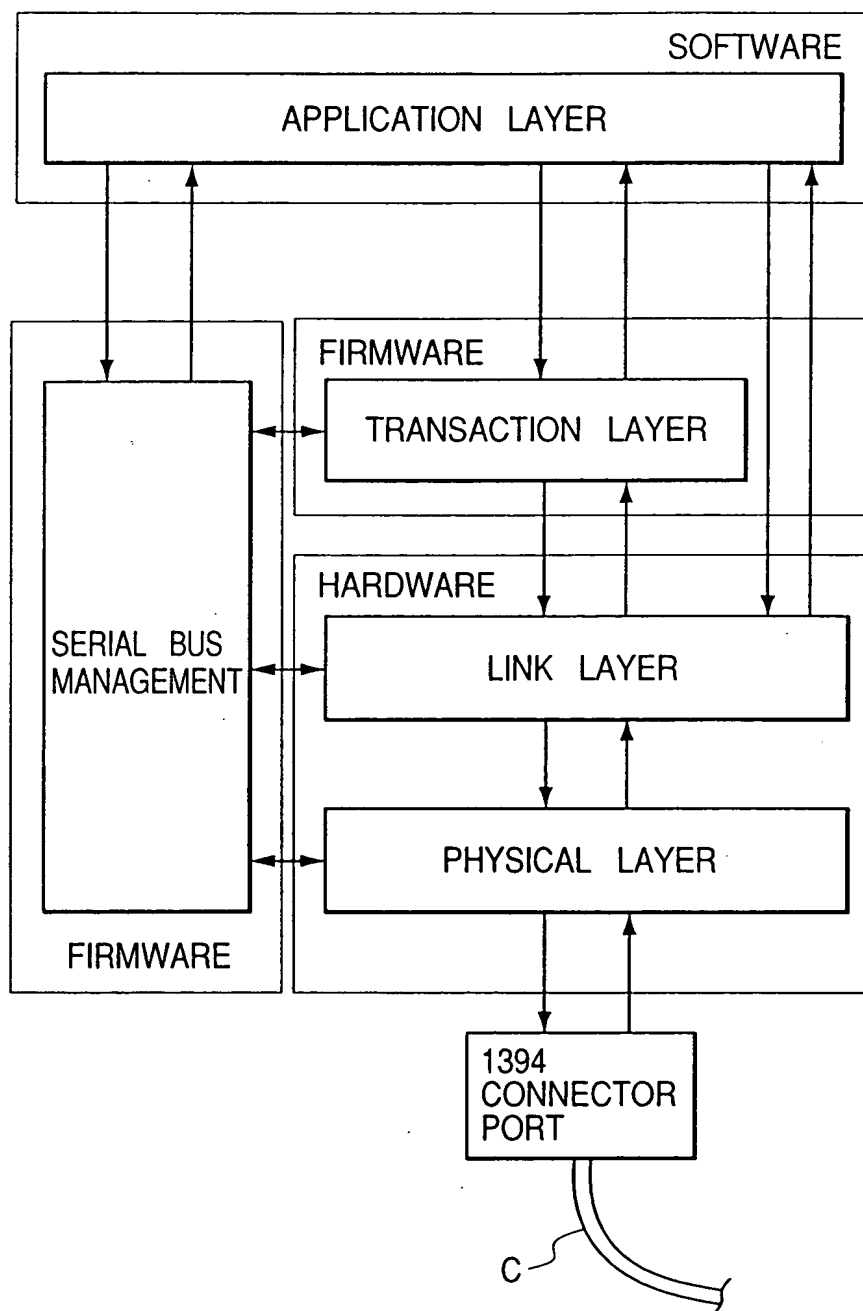 SOFTWARE
APPLICATION LAYER
FIRMWARE
TRANSACTION LAYER
HARDWARE
SERIAL BUS
MANAGEMENT
LINK LAYER
PHYSICAL LAYER
FIRMWARE
1394
CONNECTOR
PORT
C